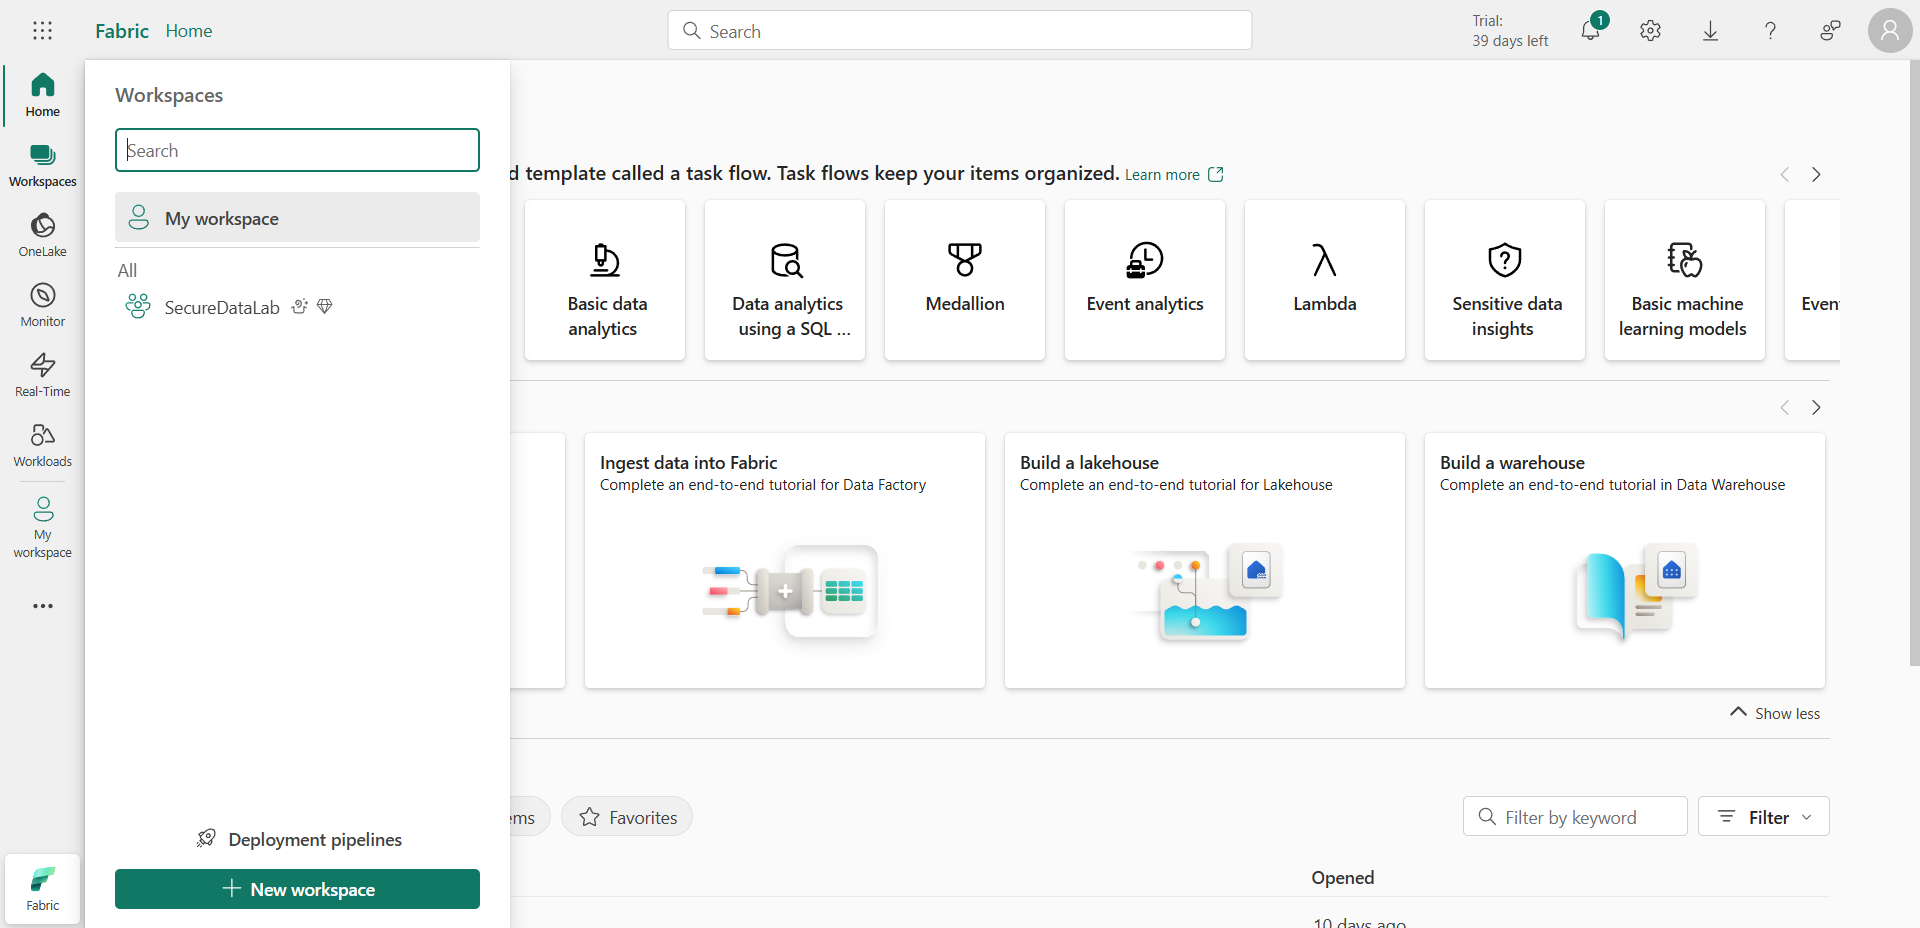 Fabric Home
Search
Trial:
39 days left
1
Home
Workspaces
OneLake
Monitor
Real-Time
Workloads
My
workspace
Fabric
Workspaces
Search
My workspace
All
SecureDataLab
Deployment pipelines
New workspace
d template called a task flow. Task flows keep your items organized. Learn more
Basic data
analytics
Data analytics
using a SQL ...
Medallion
Event analytics
Lambda
Sensitive data
insights
Basic machine
learning models
Even
Ingest data into Fabric
Complete an end-to-end tutorial for Data Factory
Build a lakehouse
Complete an end-to-end tutorial for Lakehouse
Build a warehouse
Complete an end-to-end tutorial in Data Warehouse
Show less
ems
Favorites
Filter by keyword
Filter
Opened
10 days ago